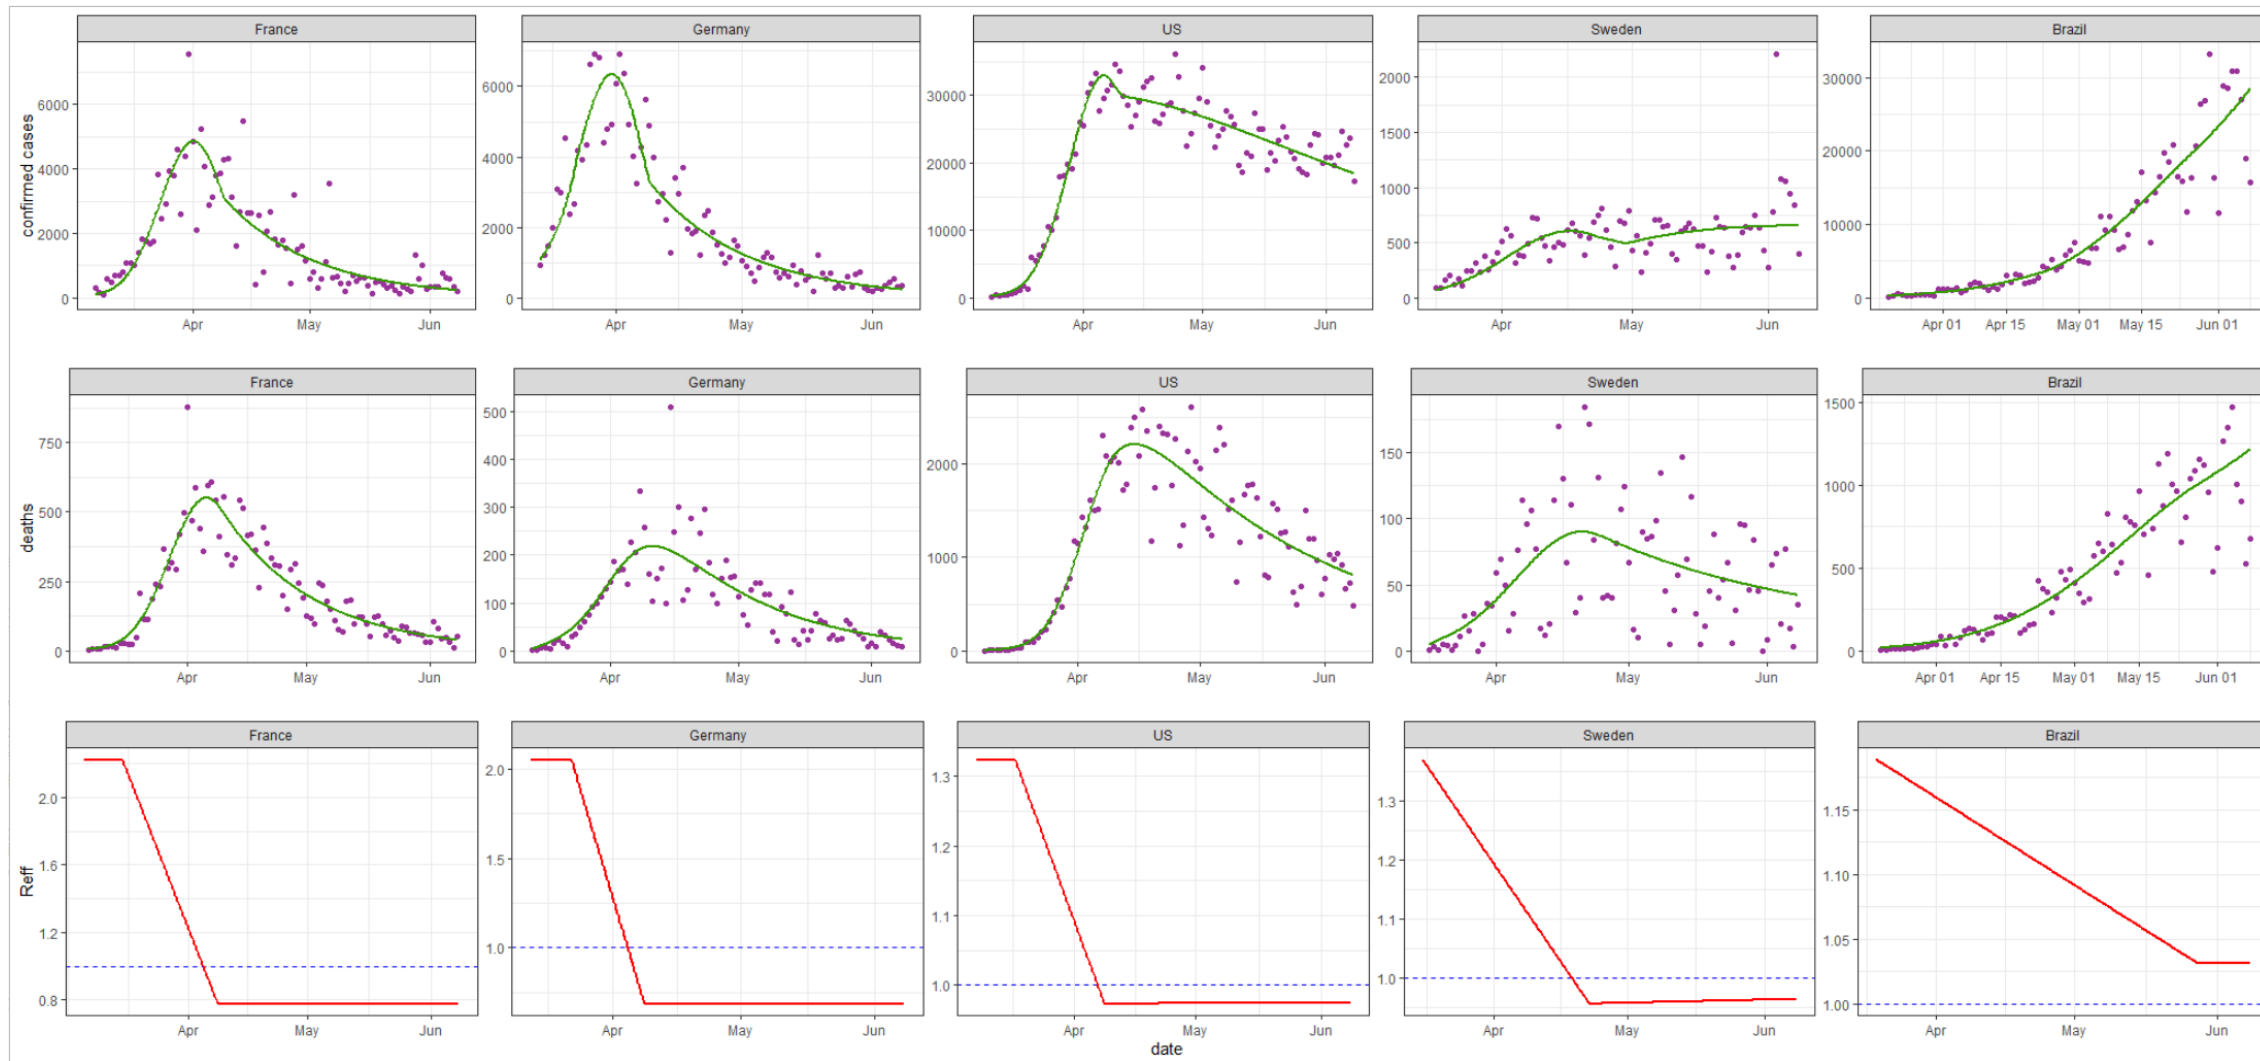 France Germany US Sweden Brazil
confirmed cases
6000 4000 2000 0
6000 4000 2000 0
30000 20000 10000 0
2000 1500 1000 500 0
30000 20000 10000 0
Apr May Jun Apr May Jun Apr May Jun Apr May Jun Apr 01 Apr 15 May 01 May 15 Jun 01
France Germany US Sweden Brazil
deaths
750 500 250 0
500 400 300 200 100 0
2000 1000 0
150 100 50 0
1500 1000 500 0
Apr May Jun Apr May Jun Apr May Jun Apr May Jun Apr 01 Apr 15 May 01 May 15 Jun 01
France Germany US Sweden Brazil
Reff
2.0 1.6 1.2 0.8
2.0 1.5 1.0
1.3 1.2 1.1 1.0
1.3 1.2 1.1 1.0
1.15 1.10 1.05 1.00
Apr May Jun Apr May Jun Apr May Jun Apr May Jun Apr May Jun
date